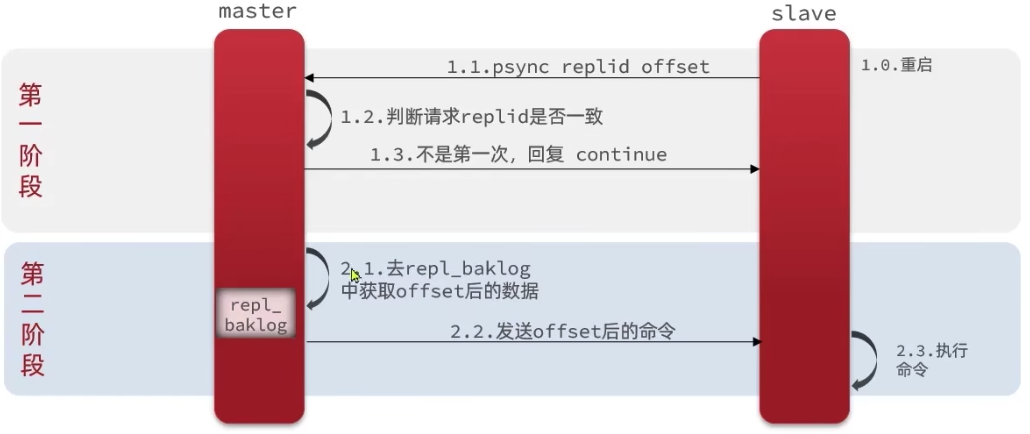 master
slave
第一阶段
1.0.重启
1.1.psync replid offset
1.2.判断请求replid是否一致
1.3.不是第一次，回复 continue
第二阶段
2.1.去repl_baklog
中获取offset后的数据
repl_
baklog
2.2.发送offset后的命令
2.3.执行
命令